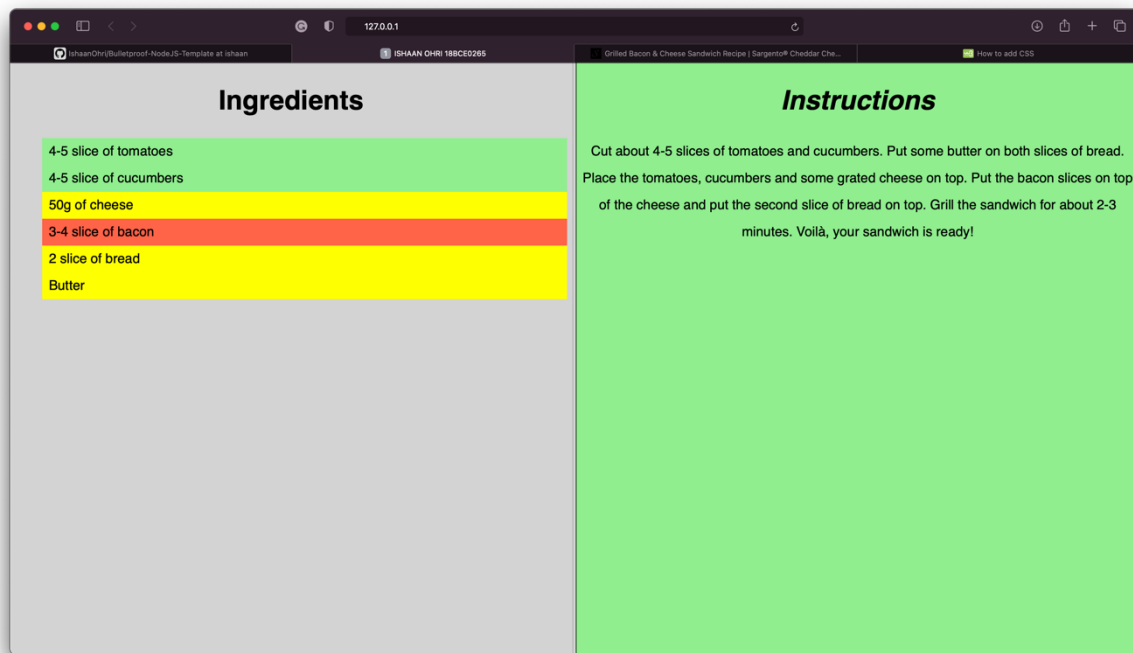 127.0.0.1
IshaanOhri/Bulletproof-NodeJS-Template at ishaan
1 ISHAAN OHRI 18BCE0265
Grilled Bacon & Cheese Sandwich Recipe | Sargento® Cheddar Che...
How to add CSS
Ingredients
4-5 slice of tomatoes
4-5 slice of cucumbers
50g of cheese
3-4 slice of bacon
2 slice of bread
Butter
Instructions
Cut about 4-5 slices of tomatoes and cucumbers. Put some butter on both slices of bread.
Place the tomatoes, cucumbers and some grated cheese on top. Put the bacon slices on top
of the cheese and put the second slice of bread on top. Grill the sandwich for about 2-3
minutes. Voilà, your sandwich is ready!